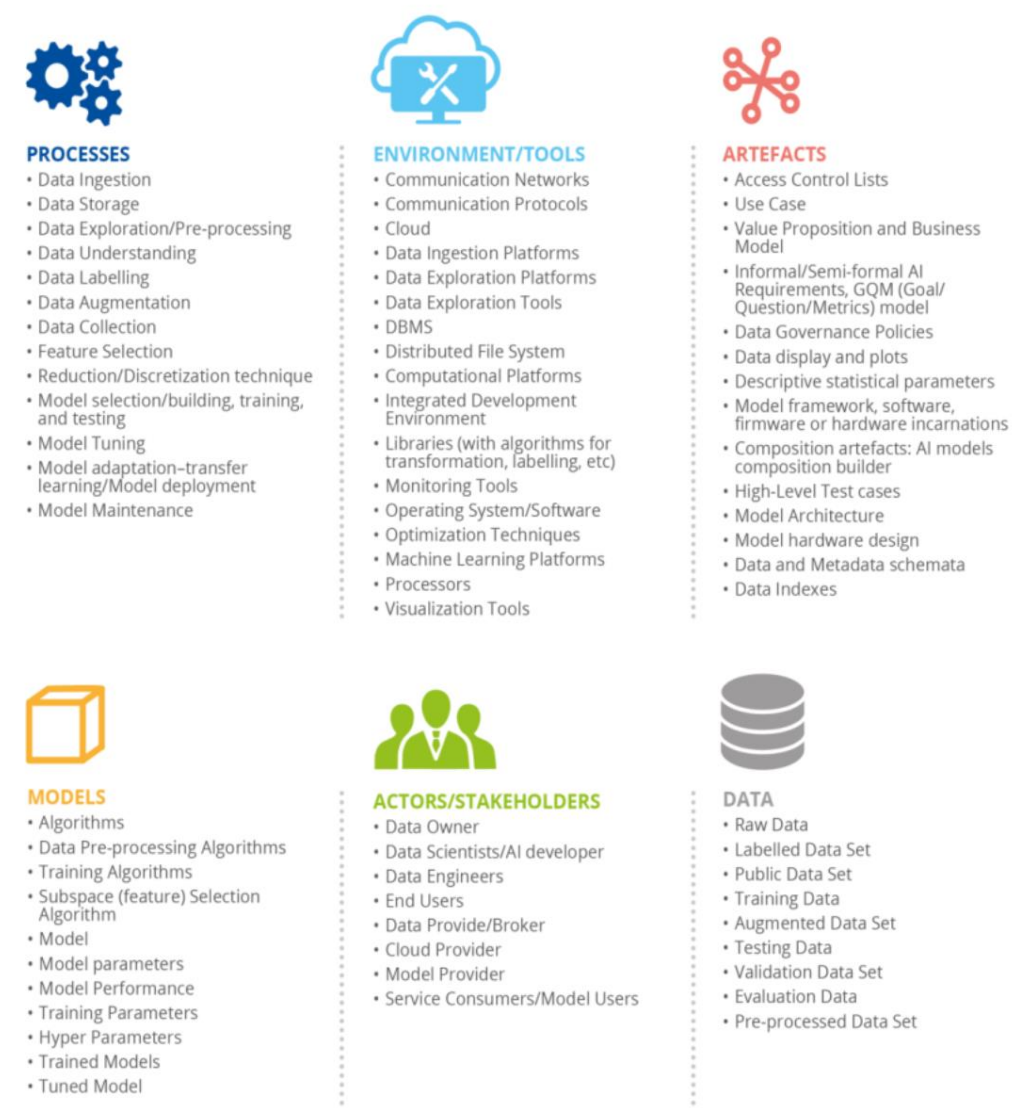 PROCESSES
• Data Ingestion
• Data Storage
• Data Exploration/Pre-processing
• Data Understanding
• Data Labelling
• Data Augmentation
• Data Collection
• Feature Selection
• Reduction/Discretization technique
• Model selection/building, training,
and testing
• Model Tuning
• Model adaptation–transfer
learning/Model deployment
• Model Maintenance
ENVIRONMENT/TOOLS
• Communication Networks
• Communication Protocols
• Cloud
• Data Ingestion Platforms
• Data Exploration Platforms
• Data Exploration Tools
• DBMS
• Distributed File System
• Computational Platforms
• Integrated Development
Environment
• Libraries (with algorithms for
transformation, labelling, etc)
• Monitoring Tools
• Operating System/Software
• Optimization Techniques
• Machine Learning Platforms
• Processors
• Visualization Tools
ARTEFACTS
• Access Control Lists
• Use Case
• Value Proposition and Business
Model
• Informal/Semi-formal AI
Requirements, GQM (Goal/
Question/Metrics) model
• Data Governance Policies
• Data display and plots
• Descriptive statistical parameters
• Model framework, software,
firmware or hardware incarnations
• Composition artefacts: AI models
composition builder
• High-Level Test cases
• Model Architecture
• Model hardware design
• Data and Metadata schemata
• Data Indexes
MODELS
• Algorithms
• Data Pre-processing Algorithms
• Training Algorithms
• Subspace (feature) Selection
Algorithm
• Model
• Model parameters
• Model Performance
• Training Parameters
• Hyper Parameters
• Trained Models
• Tuned Model
ACTORS/STAKEHOLDERS
• Data Owner
• Data Scientists/AI developer
• Data Engineers
• End Users
• Data Provide/Broker
• Cloud Provider
• Model Provider
• Service Consumers/Model Users
DATA
• Raw Data
• Labelled Data Set
• Public Data Set
• Training Data
• Augmented Data Set
• Testing Data
• Validation Data Set
• Evaluation Data
• Pre-processed Data Set